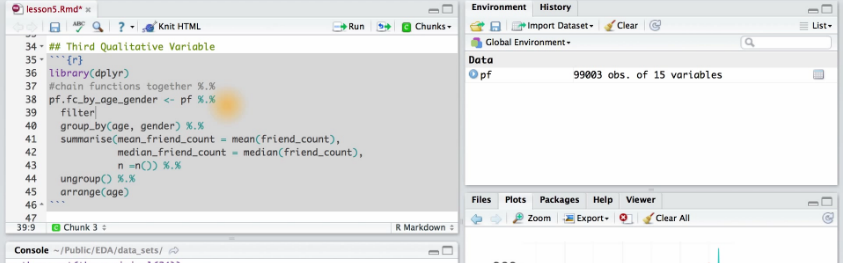 lesson5.Rmd*
Knit HTML
Run
Chunks
34 ## Third Qualitative Variable
35 ```{r}
36 library(dplyr)
37 #chain functions together %.%
38 pf.fc_by_age_gender <- pf %.%
39 filter
40 group_by(age, gender) %.%
41 summarise(mean_friend_count = mean(friend_count),
42 median_friend_count = median(friend_count),
43 n =n()) %.%
44 ungroup() %.%
45 arrange(age)
46 ```
47
39:9
Chunk 3
R Markdown
Console ~/Public/EDA/data_sets/
Environment History
Import Dataset
Clear
List
Global Environment
Data
pf 99003 obs. of 15 variables
Files Plots Packages Help Viewer
Zoom
Export
Clear All